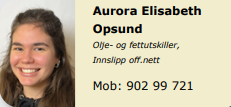 Aurora Elisabeth
Opsund
Olje- og fettutskiller,
Innslipp off.nett
Mob: 902 99 721